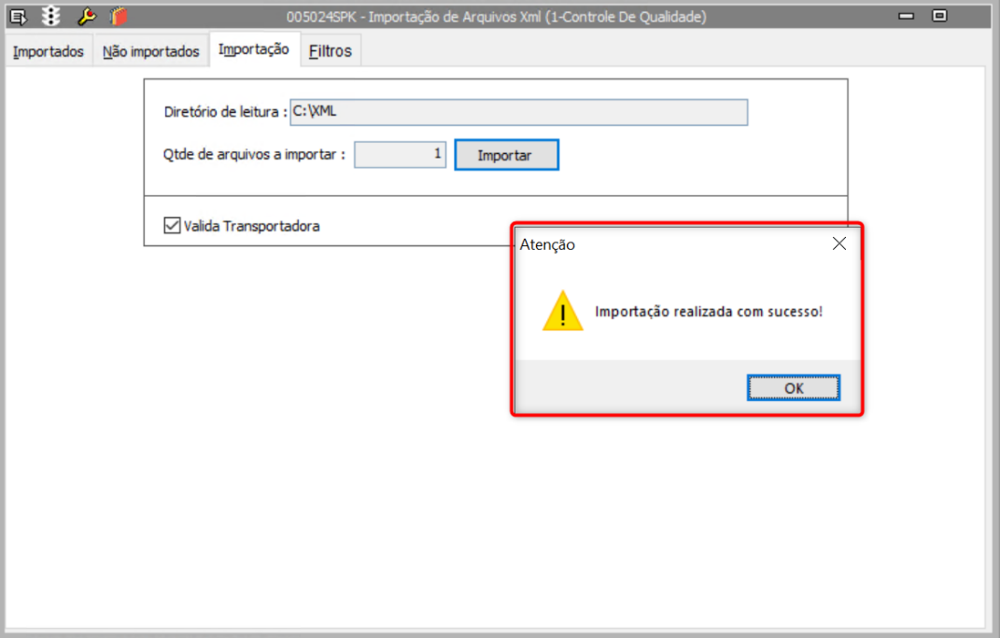 005024SPK - Importação de Arquivos Xml (1-Controle De Qualidade)
Importados
Não importados
Importação
Filtros
Diretório de leitura : C:\XML
Qtde de arquivos a importar : 1 Importar
Valida Transportadora
Atenção
Importação realizada com sucesso!
OK